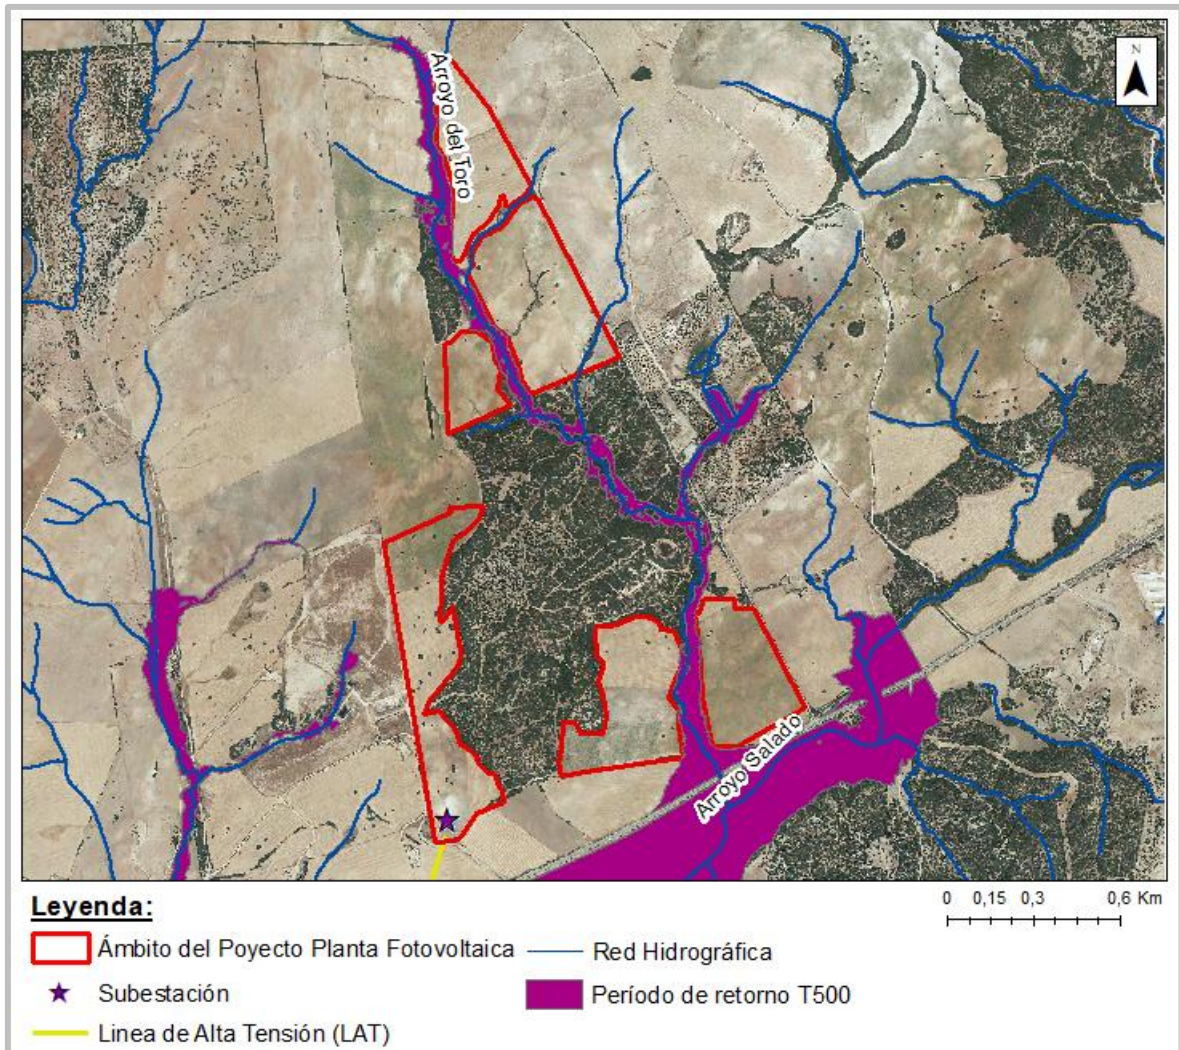 N
Arroyo del Toro
Arroyo Salado
0 0,15 0,3 0,6 Km
Leyenda:
Ámbito del Poyecto Planta Fotovoltaica
Red Hidrográfica
Subestación
Período de retorno T500
Linea de Alta Tensión (LAT)